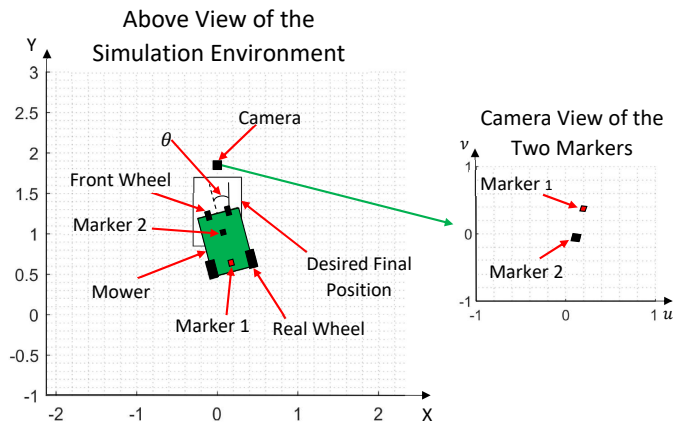 Above View of the
Simulation Environment
Y
3
2.5
2
1.5
1
0.5
0
-0.5
-1
-2
-1
0
1
2
X
θ
Camera
Front Wheel
Marker 2
Mower
Marker 1
Desired Final
Position
Real Wheel
Camera View of the
Two Markers
v
1
0
-1
Marker 1
Marker 2
-1
0
1
u